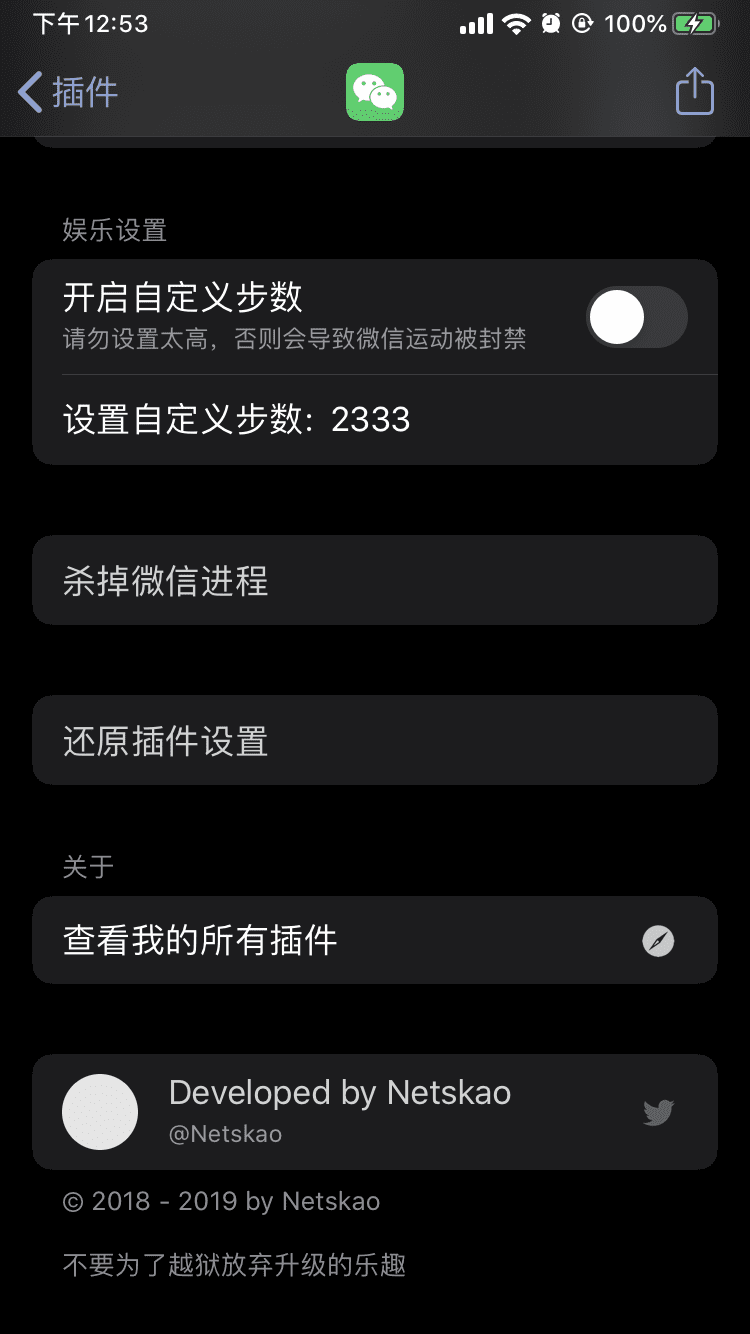 下午12:53
100%
插件
娱乐设置
开启自定义步数
请勿设置太高，否则会导致微信运动被封禁
设置自定义步数: 2333
杀掉微信进程
还原插件设置
关于
查看我的所有插件
Developed by Netskao
@Netskao
© 2018 - 2019 by Netskao
不要为了越狱放弃升级的乐趣